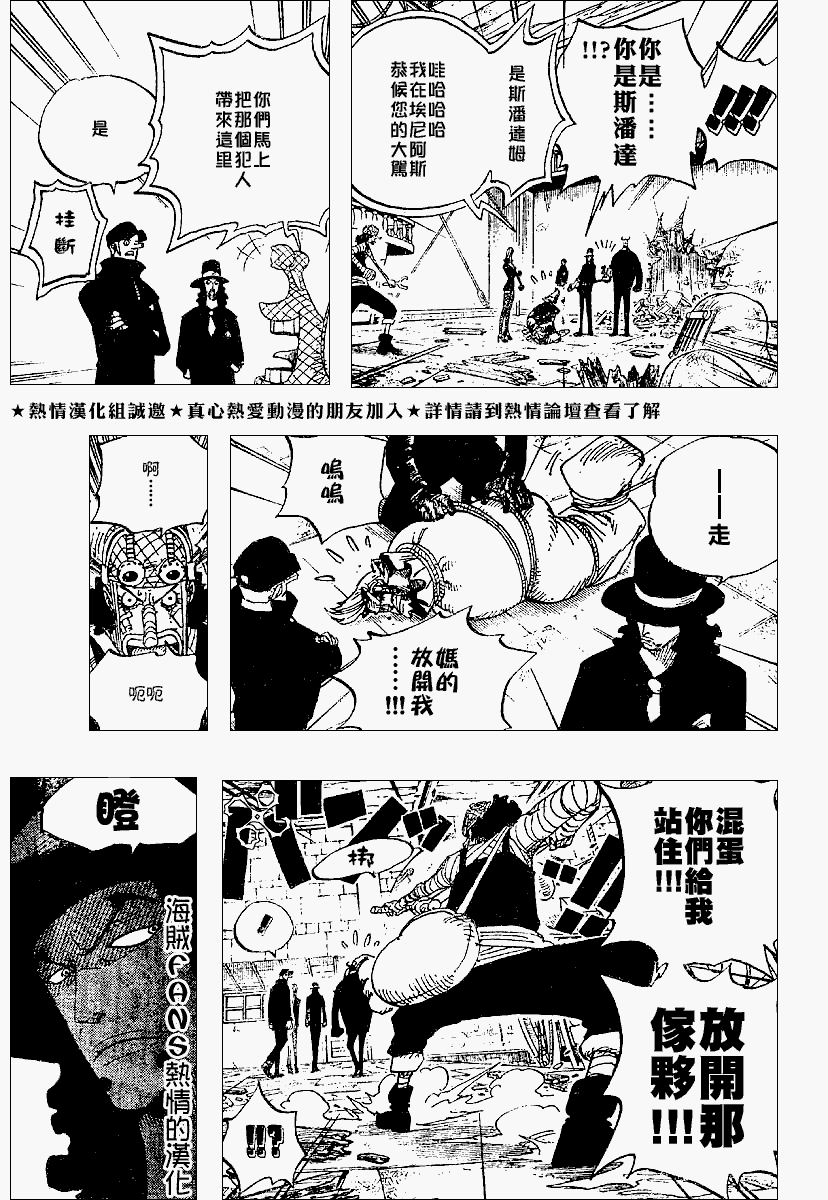 !!!
你是……
你是斯潘達
!!?
是斯潘達姆
哇哈哈哈
我在埃尼阿斯
恭候您的大駕
你們馬上
把那個犯人
帶來這里
是
挂斷
★熱情漢化組誠邀★真心熱愛動漫的朋友加入★詳情請到熱情論壇查看了解
——走
嗚嗚
媽的
放開我
……!!!
啊……
呃呃
混蛋
你們給我
站住!!!
梆
放開那
傢夥!!!
!!?
瞪
海賊FANS熱情的漢化